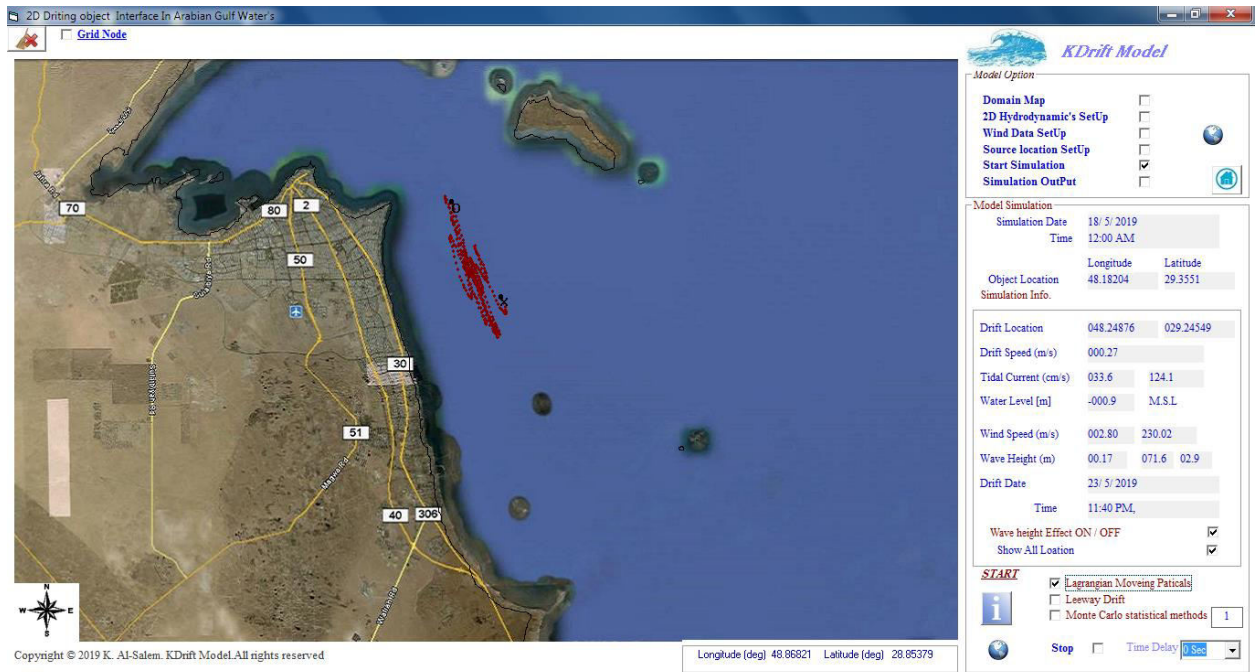 2D Driting object Interface In Arabian Gulf Water's
Grid Node
KDrift Model
Model Option
Domain Map
2D Hydrodynamic's SetUp
Wind Data SetUp
Source location SetUp
Start Simulation
Simulation OutPut
Model Simulation
Simulation Date 18/ 5/ 2019
Time 12:00 AM
Longitude Latitude
Object Location 48.18204 29.3551
Simulation Info.
Drift Location 048.24876 029.24549
Drift Speed (m/s) 000.27
Tidal Current (cm/s) 033.6 124.1
Water Level [m] -000.9 M.S.L
Wind Speed (m/s) 002.80 230.02
Wave Height (m) 00.17 071.6 02.9
Drift Date 23/ 5/ 2019
Time 11:40 PM,
Wave height Effect ON / OFF
Show All Loation
START
Lagrangian Moveing Paticals
Leeway Drift
Monte Carlo statistical methods 1
Stop Time Delay 0 Sec
Jahra Rd
70
80
2
50
30
51
Magwa Rd
40
306
N
W E
S
Copyright © 2019 K. Al-Salem. KDrift Model.All rights reserved
Longitude (deg) 48.86821 Latitude (deg) 28.85379